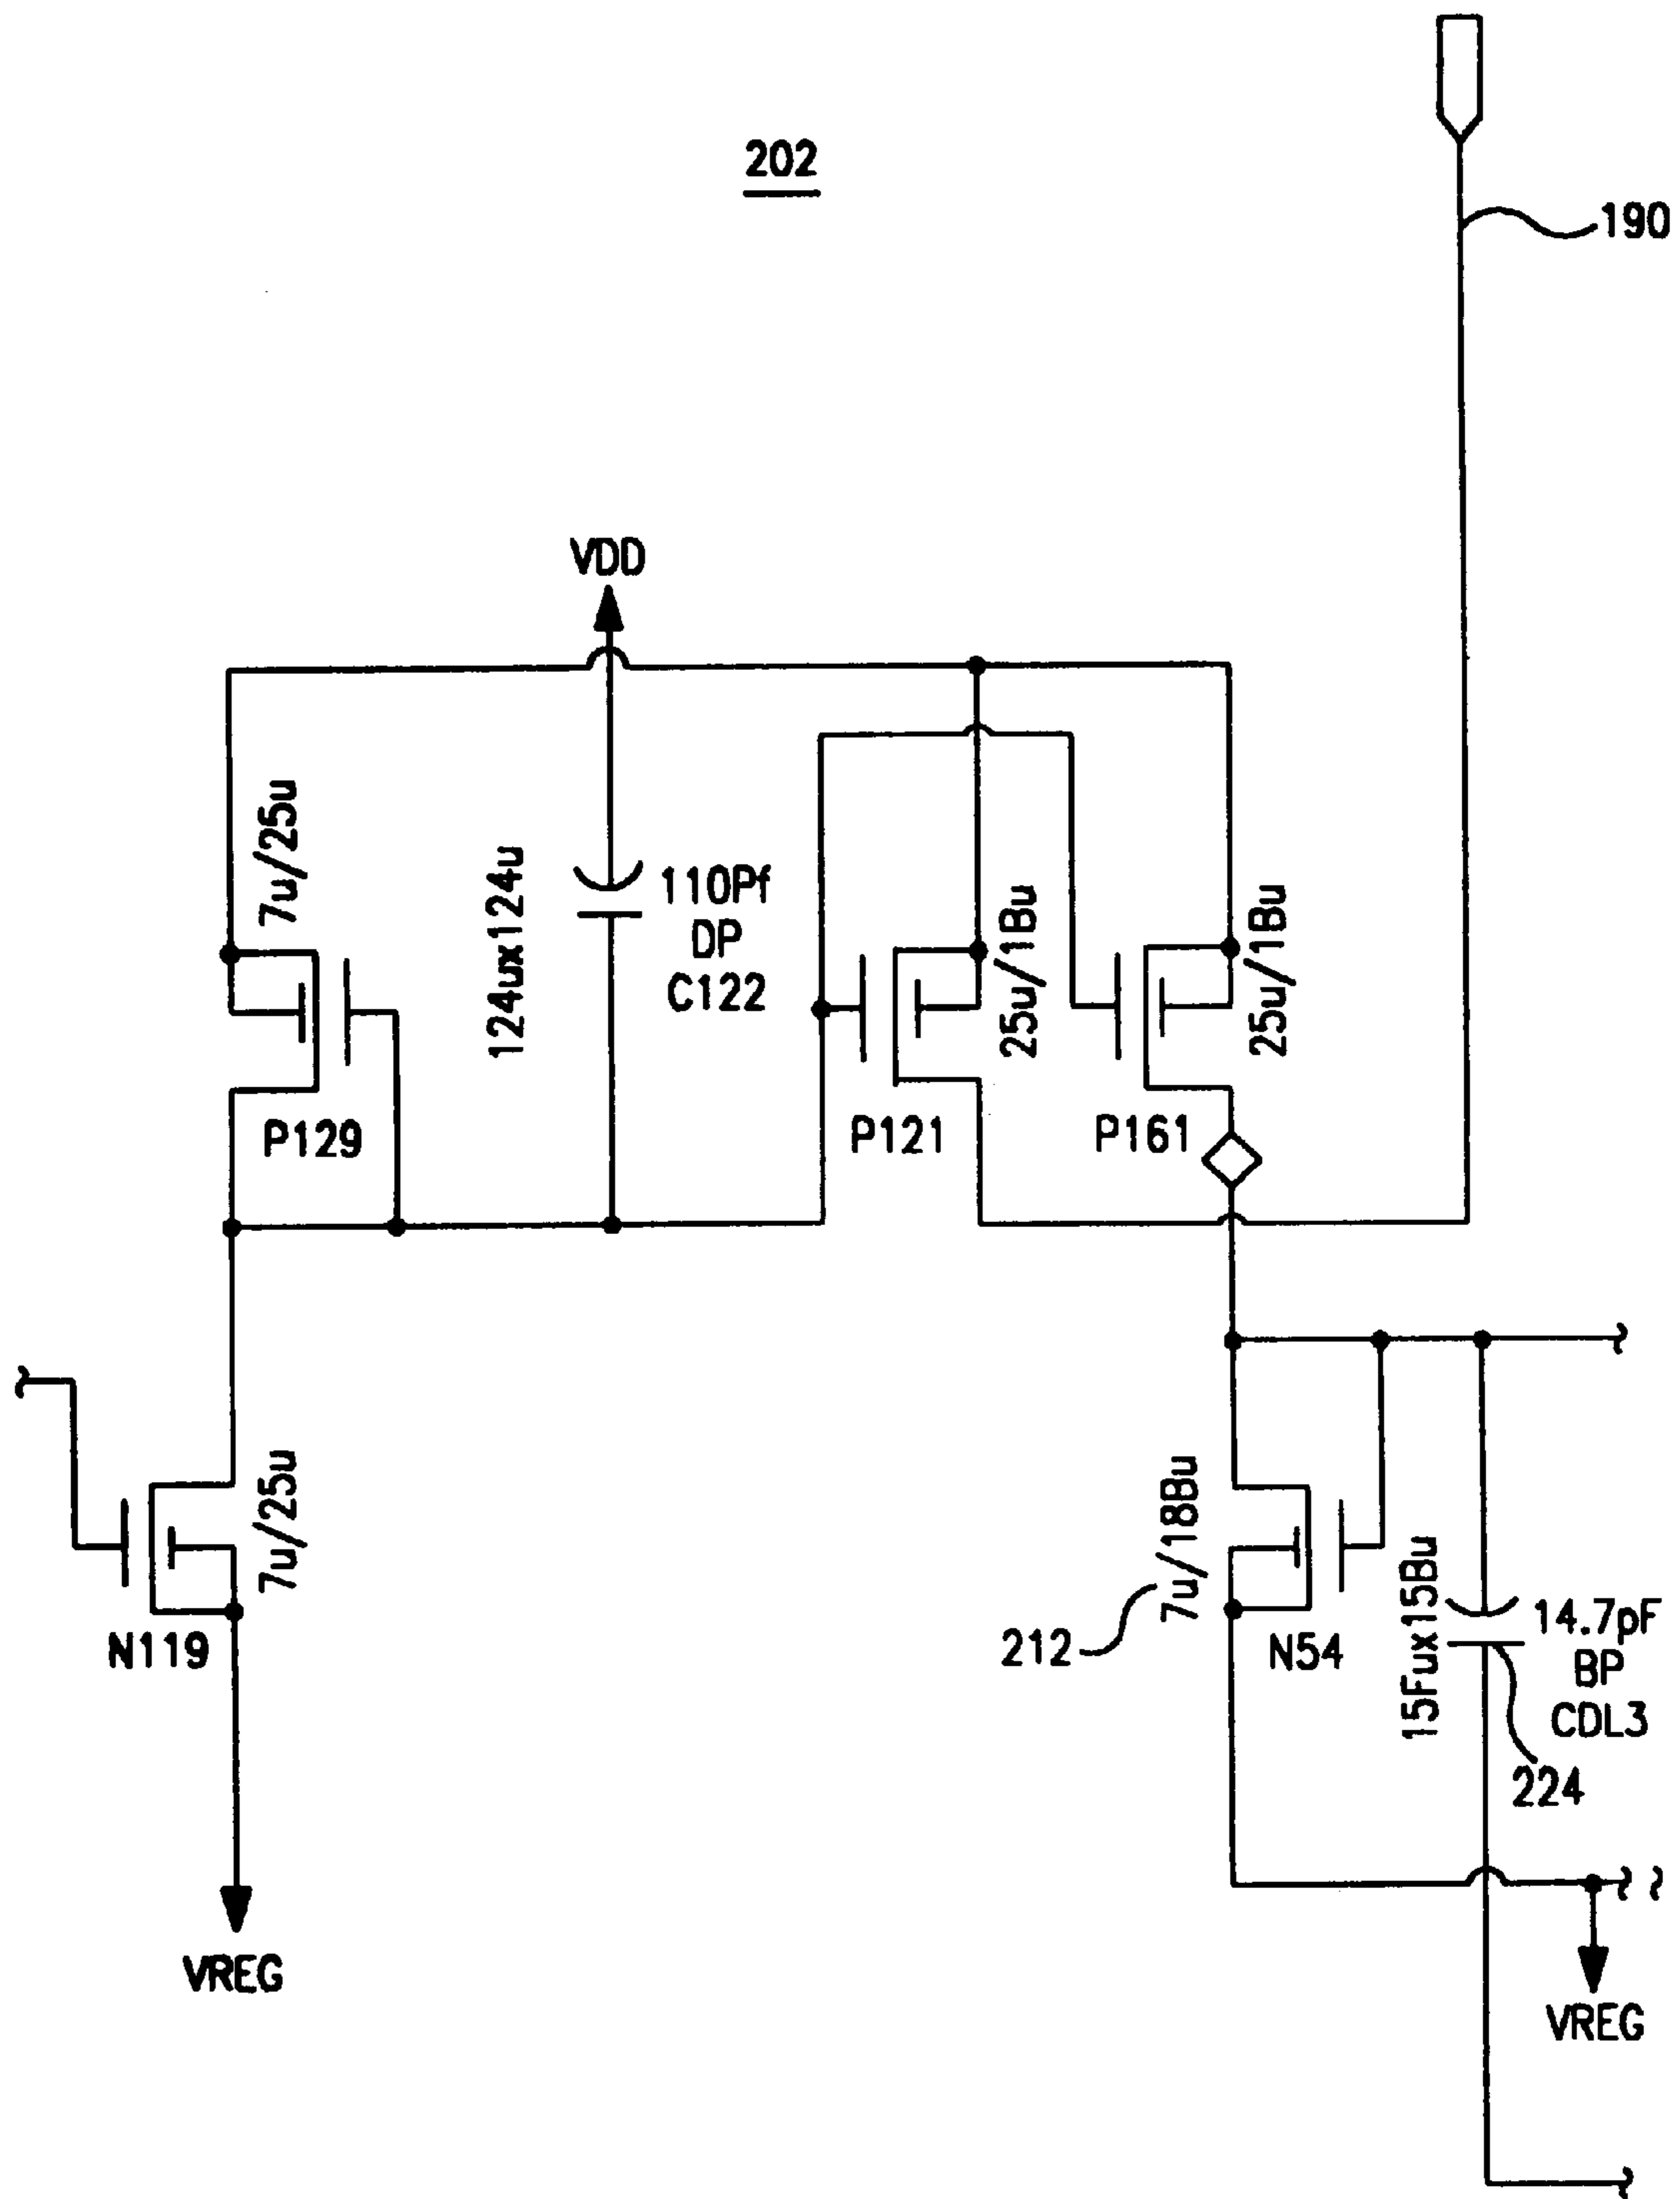 202
190
VDD
7u/25u
124ux124u
110Pf
DP
C122
25u/1Bu
25u/1Bu
P129
P121
P161
7u/25u
N119
7u/18Bu
212
N54
15Fux15Bu
14.7pF
BP
CDL3
224
VREG
VREG